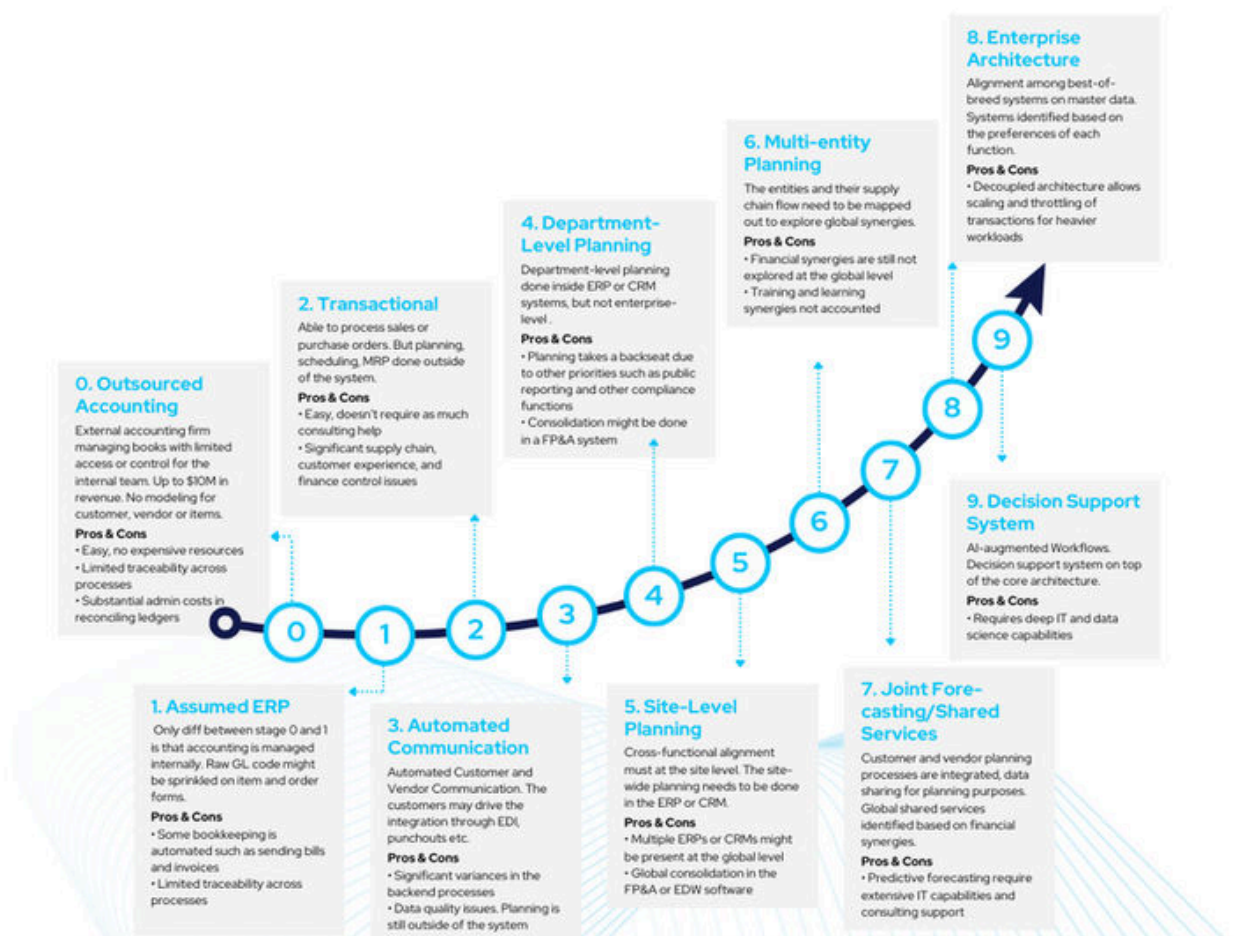 0. Outsourced
Accounting
External accounting firm
managing books with limited
access or control for the
internal team. Up to $10M in
revenue. No modeling for
customer, vendor or items.
Pros & Cons
• Easy, no expensive resources
• Limited traceability across
processes
• Substantial admin costs in
reconciling ledgers
1. Assumed ERP
Only diff between stage 0 and 1
is that accounting is managed
internally. Raw GL code might
be sprinkled on item and order
forms.
Pros & Cons
• Some bookkeeping is
automated such as sending bills
and invoices
• Limited traceability across
processes
2. Transactional
Able to process sales or
purchase orders. But planning,
scheduling, MRP done outside
of the system.
Pros & Cons
• Easy, doesn't require as much
consulting help
• Significant supply chain,
customer experience, and
finance control issues
3. Automated
Communication
Automated Customer and
Vendor Communication. The
customers may drive the
integration through EDI,
punchouts etc.
Pros & Cons
• Significant variances in the
backend processes
• Data quality issues. Planning is
still outside of the system
4. Department-
Level Planning
Department-level planning
done inside ERP or CRM
systems, but not enterprise-
level .
Pros & Cons
• Planning takes a backseat due
to other priorities such as public
reporting and other compliance
functions
• Consolidation might be done
in a FP&A system
5. Site-Level
Planning
Cross-functional alignment
must at the site level. The site-
wide planning needs to be done
in the ERP or CRM.
Pros & Cons
• Multiple ERPs or CRMs might
be present at the global level
• Global consolidation in the
FP&A or EDW software
6. Multi-entity
Planning
The entities and their supply
chain flow need to be mapped
out to explore global synergies.
Pros & Cons
• Financial synergies are still not
explored at the global level
• Training and learning
synergies not accounted
7. Joint Fore-
casting/Shared
Services
Customer and vendor planning
processes are integrated, data
sharing for planning purposes.
Global shared services
identified based on financial
synergies.
Pros & Cons
• Predictive forecasting require
extensive IT capabilities and
consulting support
8. Enterprise
Architecture
Alignment among best-of-
breed systems on master data.
Systems identified based on
the preferences of each
function.
Pros & Cons
• Decoupled architecture allows
scaling and throttling of
transactions for heavier
workloads
9. Decision Support
System
AI-augmented Workflows.
Decision support system on top
of the core architecture.
Pros & Cons
• Requires deep IT and data
science capabilities
0
1
2
3
4
5
6
7
8
9